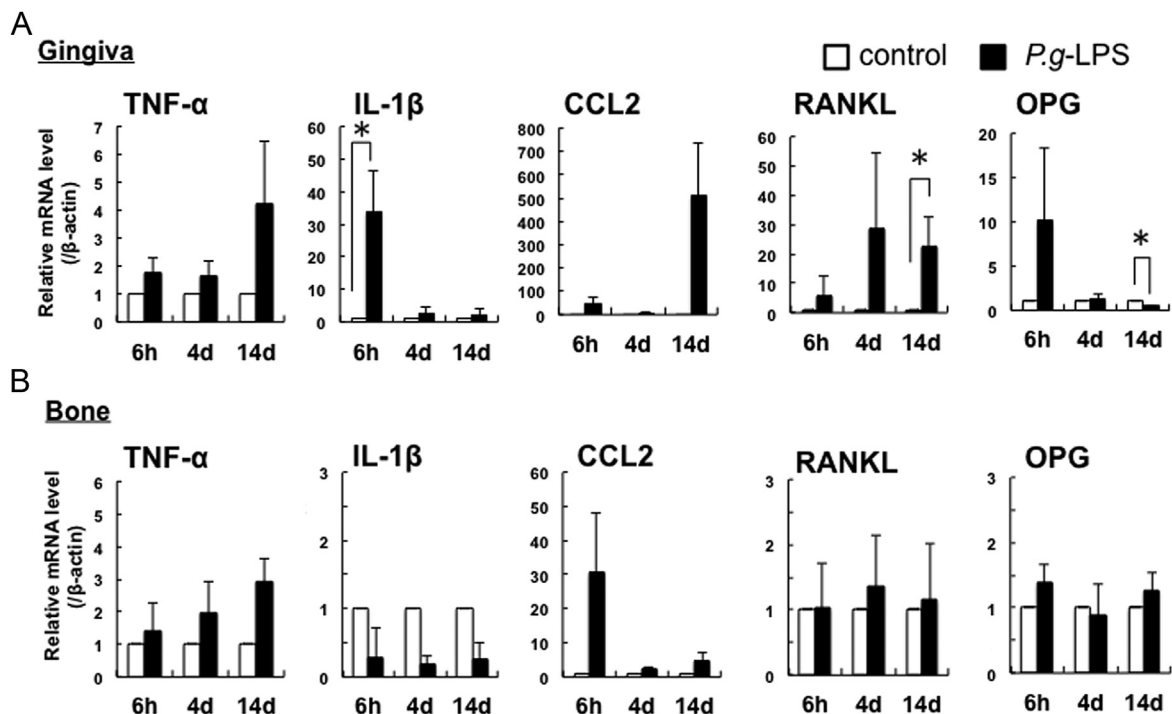 A
Gingiva
control P.g-LPS
TNF-α IL-1β CCL2 RANKL OPG
Relative mRNA level
(/β-actin)
7 6 5 4 3 2 1 0
60 50 40 30 20 10 0
800 700 600 500 400 300 200 100 0
60 50 40 30 20 10 0
20 15 10 5 0
* * *
6h 4d 14d 6h 4d 14d 6h 4d 14d 6h 4d 14d 6h 4d 14d
B
Bone
TNF-α IL-1β CCL2 RANKL OPG
Relative mRNA level
(/β-actin)
6 5 4 3 2 1 0
3 2 1 0
60 50 40 30 20 10 0
3 2 1 0
3 2 1 0
6h 4d 14d 6h 4d 14d 6h 4d 14d 6h 4d 14d 6h 4d 14d